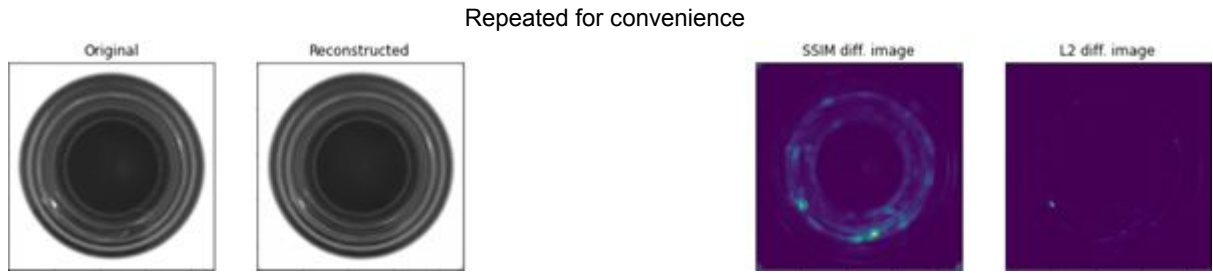 Repeated for convenience
Original
Reconstructed
SSIM diff. image
L2 diff. image